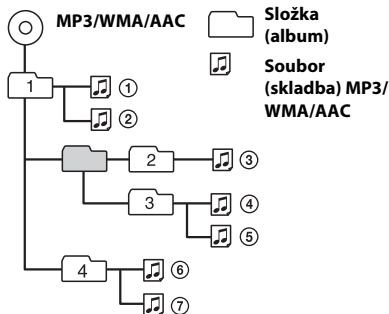 MP3/WMA/AAC
Složka
(album)
Soubor
(skladba) MP3/
WMA/AAC
1
①
②
2
③
3
④
⑤
4
⑥
⑦